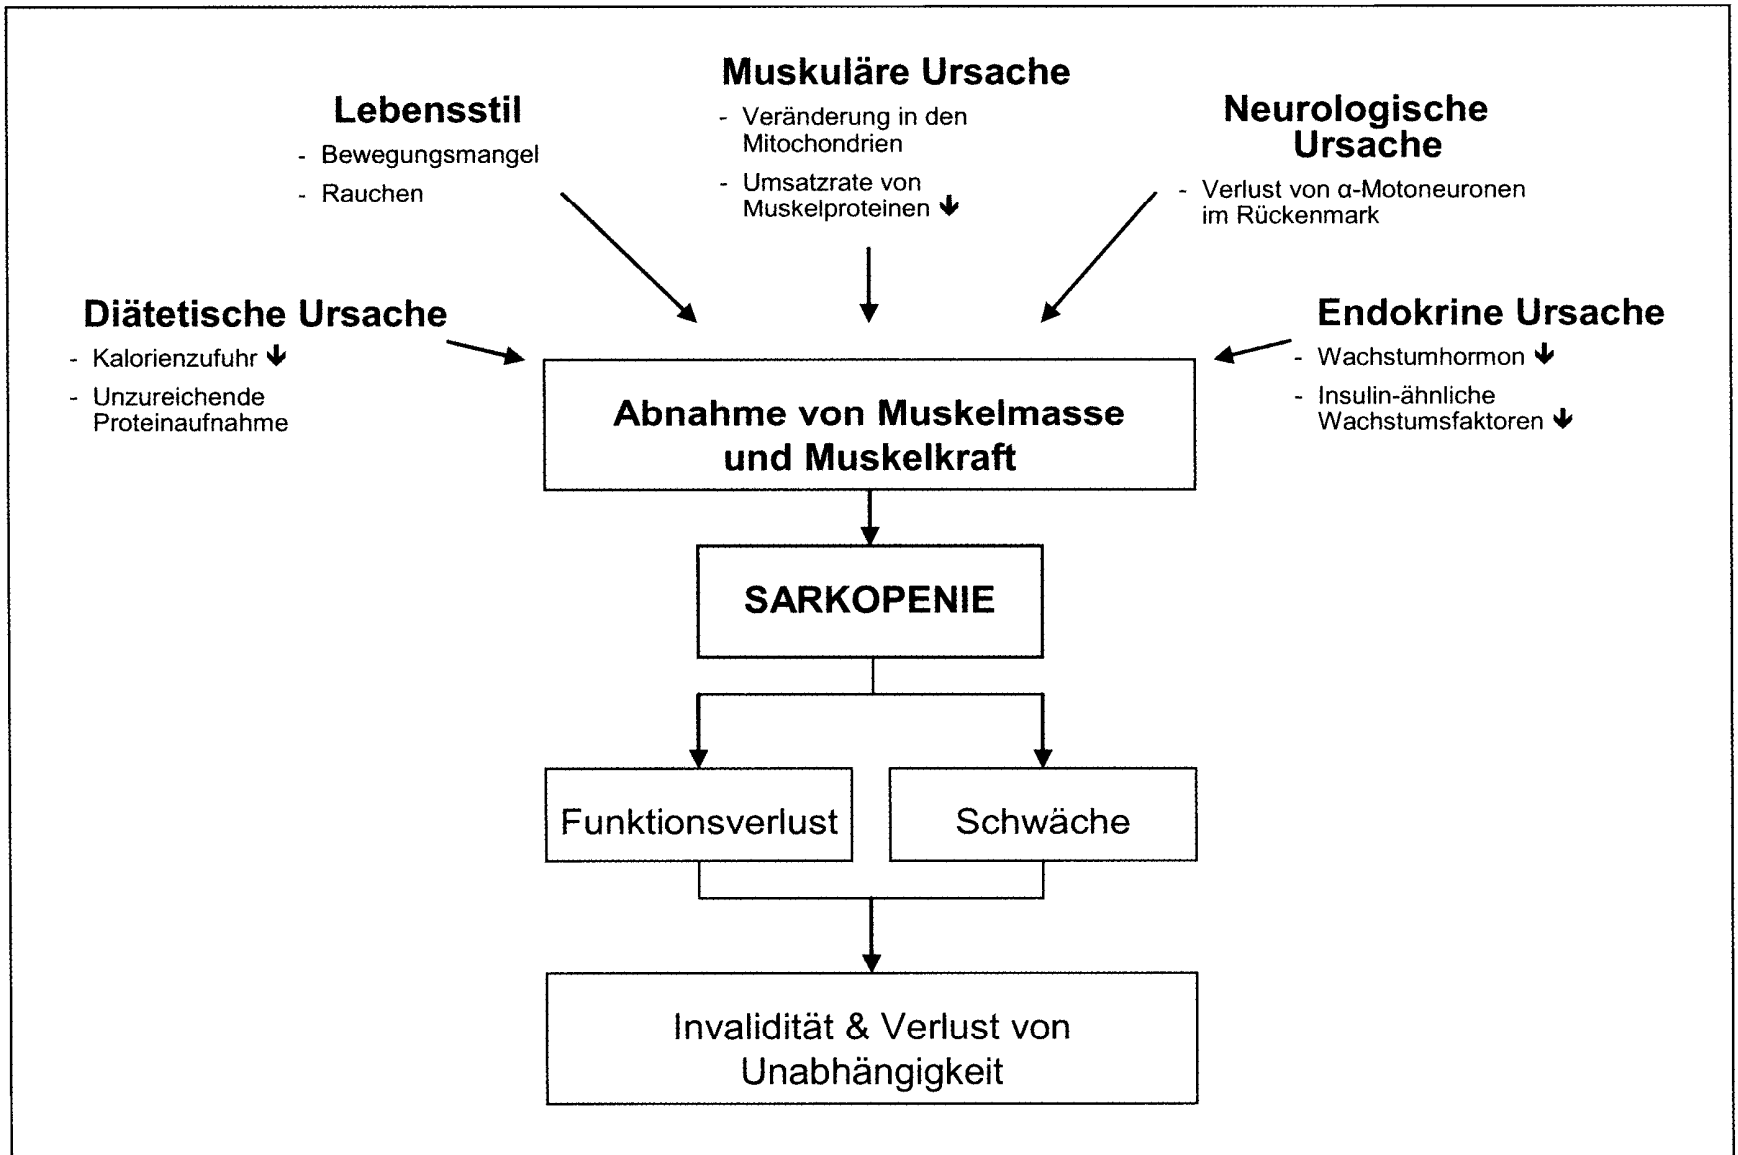 Muskuläre Ursache
- Veränderung in den
Mitochondrien
- Umsatzrate von
Muskelproteinen ↓
Lebensstil
- Bewegungsmangel
- Rauchen
Neurologische
Ursache
- Verlust von α-Motoneuronen
im Rückenmark
Diätetische Ursache
- Kalorienzufuhr ↓
- Unzureichende
Proteinaufnahme
Endokrine Ursache
- Wachstumhormon ↓
- Insulin-ähnliche
Wachstumsfaktoren ↓
Abnahme von Muskelmasse
und Muskelkraft
SARKOPENIE
Funktionsverlust
Schwäche
Invalidität & Verlust von
Unabhängigkeit